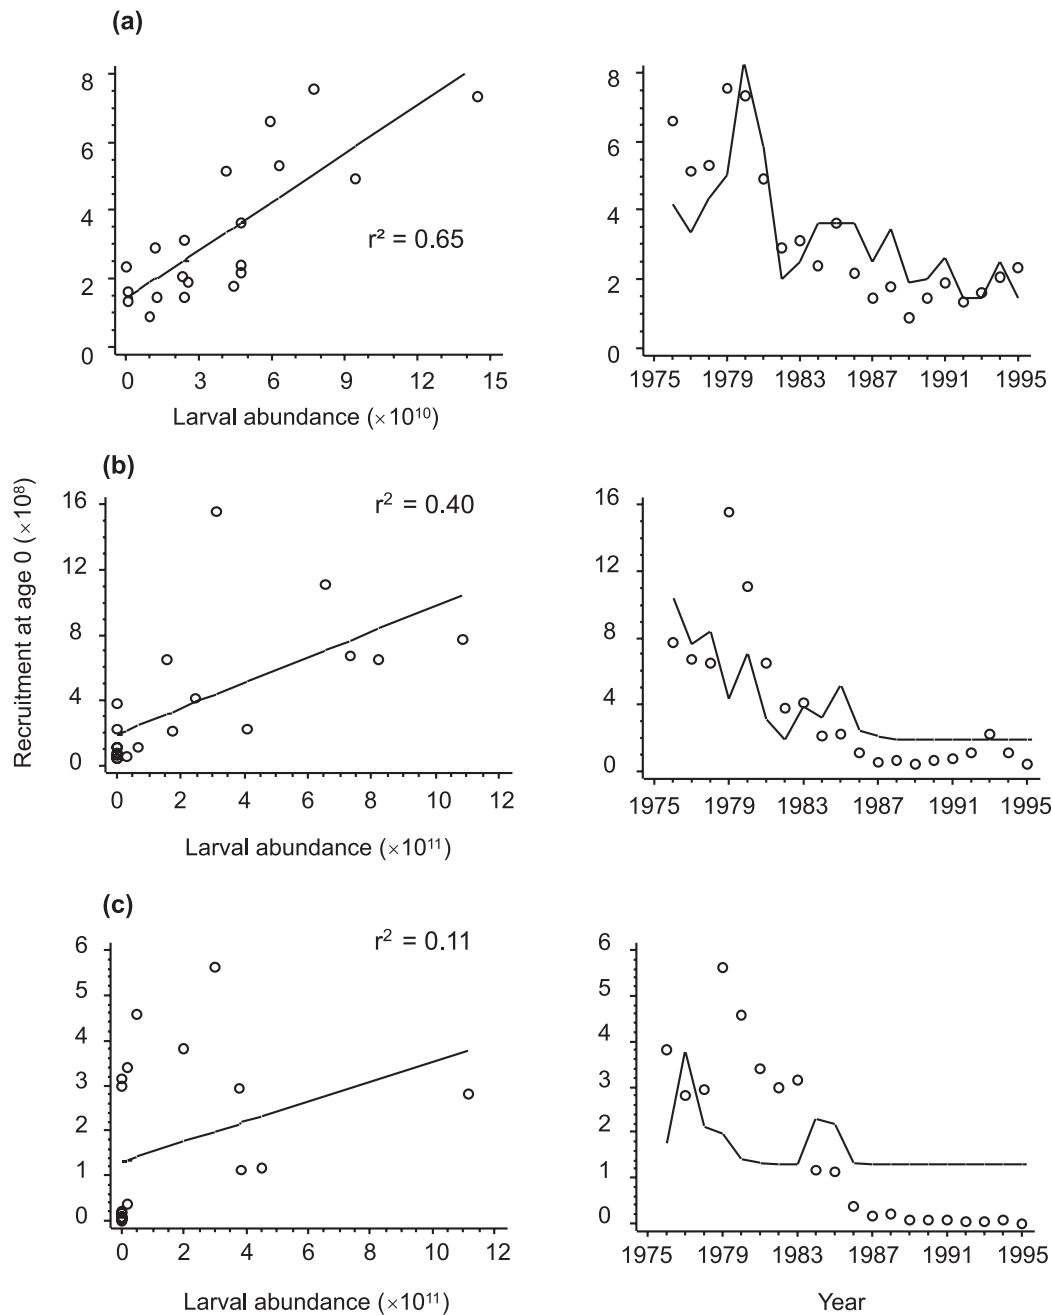 (a)
8
6
4
2
0
r² = 0.65
0 3 6 9 12 15
Larval abundance (×10¹⁰)
8
6
4
2
0
1975 1979 1983 1987 1991 1995
(b)
Recruitment at age 0 (×10⁸)
16
12
8
4
0
r² = 0.40
0 2 4 6 8 10 12
Larval abundance (×10¹¹)
16
12
8
4
0
1975 1979 1983 1987 1991 1995
(c)
6
5
4
3
2
1
0
r² = 0.11
0 2 4 6 8 10 12
Larval abundance (×10¹¹)
6
5
4
3
2
1
0
1975 1979 1983 1987 1991 1995
Year